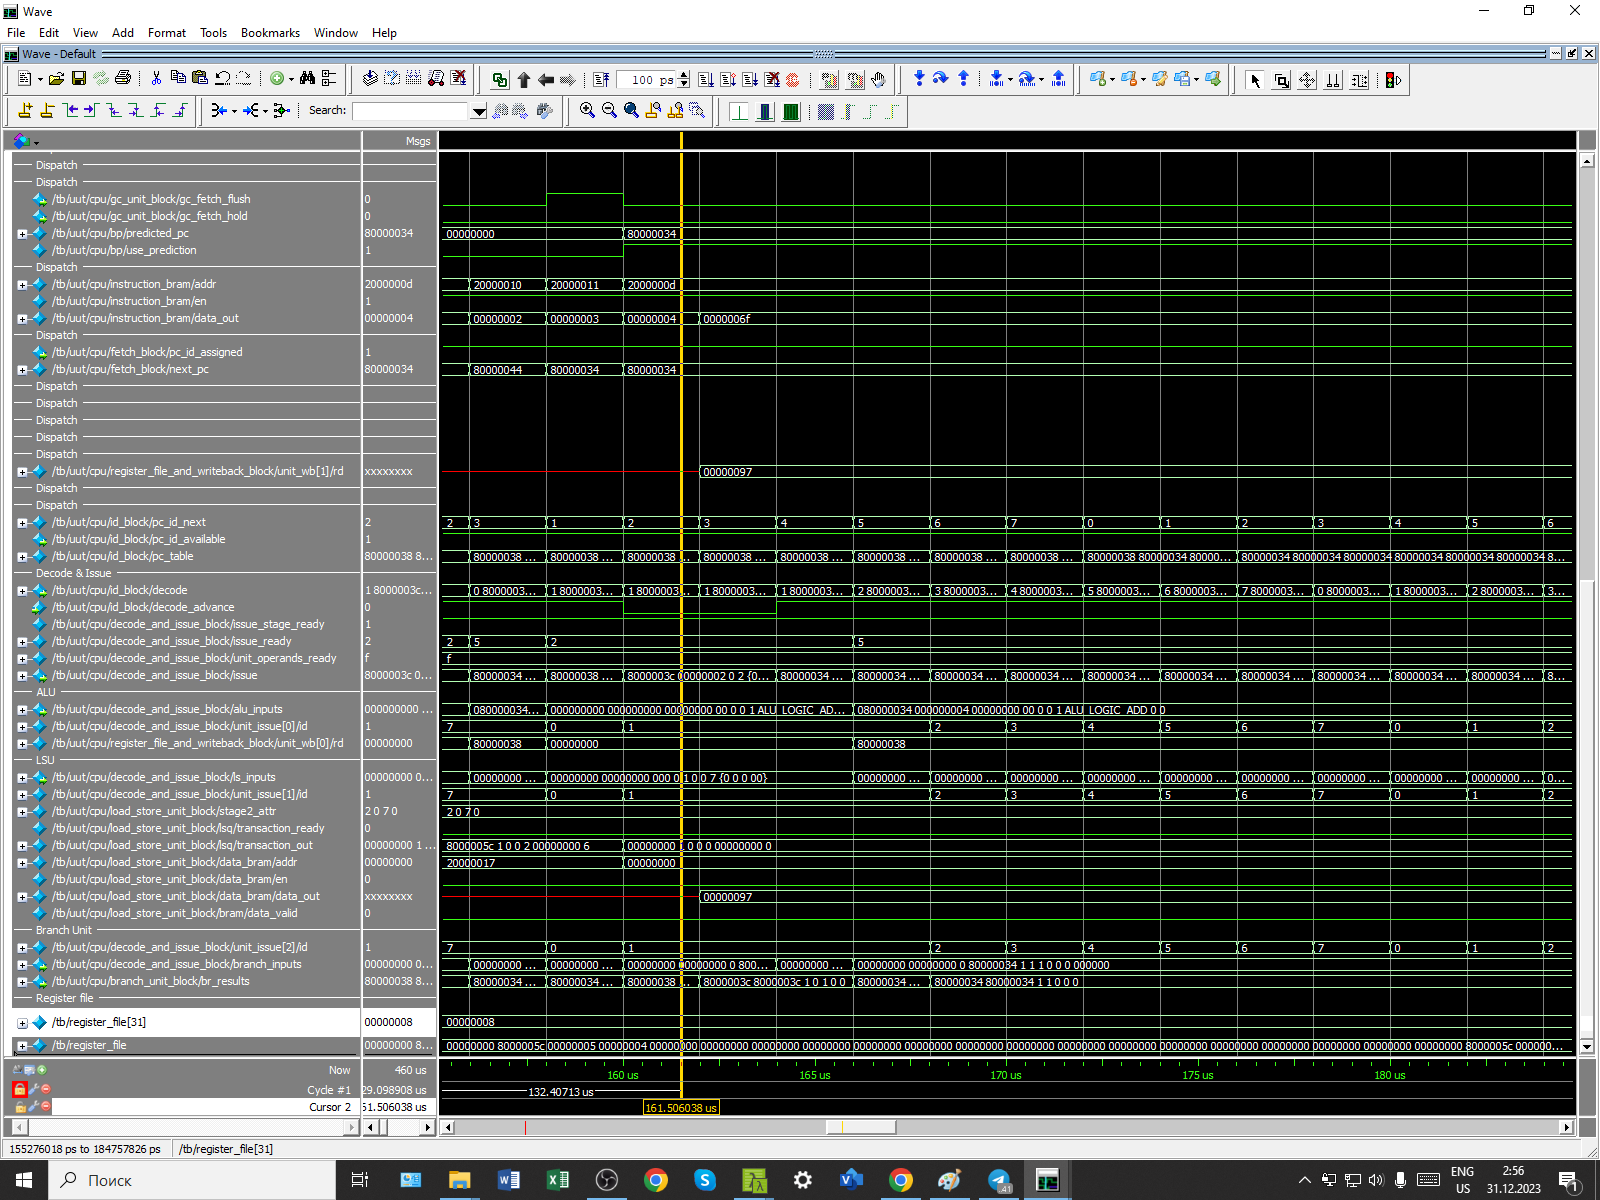 Wave
File Edit View Add Format Tools Bookmarks Window Help
Wave - Default
100 ps
Search:
Msgs
Dispatch
Dispatch
/tb/uut/cpu/gc_unit_block/gc_fetch_flush 0
/tb/uut/cpu/gc_unit_block/gc_fetch_hold 0
/tb/uut/cpu/bp/predicted_pc 80000034 00000000 80000034
/tb/uut/cpu/bp/use_prediction 1
Dispatch
/tb/uut/cpu/instruction_bram/addr 2000000d 20000010 20000011 2000000d
/tb/uut/cpu/instruction_bram/en 1
/tb/uut/cpu/instruction_bram/data_out 00000004 00000002 00000003 00000004 0000006f
Dispatch
/tb/uut/cpu/fetch_block/pc_id_assigned 1
/tb/uut/cpu/fetch_block/next_pc 80000034 80000044 80000034 80000034
Dispatch
Dispatch
Dispatch
Dispatch
Dispatch
/tb/uut/cpu/register_file_and_writeback_block/unit_wb[1]/rd xxxxxxxx 00000097
Dispatch
Dispatch
/tb/uut/cpu/id_block/pc_id_next 2 2 3 1 2 3 4 5 6 7 0 1 2 3 4 5 6
/tb/uut/cpu/id_block/pc_id_available 1
/tb/uut/cpu/id_block/pc_table 80000038 8... 80000038 ... 80000038 ... 80000038 ... 80000038 ... 80000038 ... 80000038 ... 80000038 ... 80000038 ... 80000038 80000034 80000... 80000034 80000034 80000034 80000034 80000034 8...
Decode & Issue
/tb/uut/cpu/id_block/decode 1 8000003c... 0 8000003... 1 8000003... 1 8000003... 1 8000003... 1 8000003... 2 8000003... 3 8000003... 4 8000003... 5 8000003... 6 8000003... 7 8000003... 0 8000003... 1 8000003... 2 8000003... 3...
/tb/uut/cpu/id_block/decode_advance 0
/tb/uut/cpu/decode_and_issue_block/issue_stage_ready 1
/tb/uut/cpu/decode_and_issue_block/issue_ready 2 2 5 2 5
/tb/uut/cpu/decode_and_issue_block/unit_operands_ready f f
/tb/uut/cpu/decode_and_issue_block/issue 8000003c 0... 80000034 ... 80000038 ... 8000003c 00000002 0 2 {0... 80000034 ... 80000034 ... 80000034 ... 80000034 ... 80000034 ... 80000034 ... 80000034 ... 80000034 ... 80000034 ... 80000034 ... 8...
ALU
/tb/uut/cpu/decode_and_issue_block/alu_inputs 000000000 ... 080000034... 000000000 000000000 00000000 00 0 0 1 ALU_LOGIC_AD... 080000034 000000004 00000000 00 0 0 1 ALU_LOGIC_ADD 0 0
/tb/uut/cpu/decode_and_issue_block/unit_issue[0]/id 1 7 0 1 2 3 4 5 6 7 0 1 2
/tb/uut/cpu/register_file_and_writeback_block/unit_wb[0]/rd 00000000 80000038 00000000 80000038
LSU
/tb/uut/cpu/decode_and_issue_block/ls_inputs 00000000 0... 00000000 ... 00000000 00000000 000 0 1 0 0 7 {0 0 0 00} 00000000 ... 00000000 ... 00000000 ... 00000000 ... 00000000 ... 00000000 ... 00000000 ... 00000000 ... 00000000 ... 0...
/tb/uut/cpu/decode_and_issue_block/unit_issue[1]/id 1 7 0 1 2 3 4 5 6 7 0 1 2
/tb/uut/cpu/load_store_unit_block/stage2_attr 2 0 7 0 2 0 7 0
/tb/uut/cpu/load_store_unit_block/lsq/transaction_ready 0
/tb/uut/cpu/load_store_unit_block/lsq/transaction_out 00000000 1 ... 8000005c 1 0 0 2 00000000 6 00000000 1 0 0 0 00000000 0
/tb/uut/cpu/load_store_unit_block/data_bram/addr 00000000 20000017 00000000
/tb/uut/cpu/load_store_unit_block/data_bram/en 0
/tb/uut/cpu/load_store_unit_block/data_bram/data_out xxxxxxxx 00000097
/tb/uut/cpu/load_store_unit_block/bram/data_valid 0
Branch Unit
/tb/uut/cpu/decode_and_issue_block/unit_issue[2]/id 1 7 0 1 2 3 4 5 6 7 0 1 2
/tb/uut/cpu/decode_and_issue_block/branch_inputs 00000000 0... 00000000 ... 00000000 ... 00000000 00000000 0 800... 00000000 ... 00000000 00000000 0 80000034 1 1 1 0 0 0 000000
/tb/uut/cpu/branch_unit_block/br_results 80000038 8... 80000034 ... 80000034 ... 80000038 ... 8000003c 8000003c 1 0 1 0 0 80000034 ... 80000034 80000034 1 1 0 0 0
Register file
/tb/register_file[31] 00000008 00000008
/tb/register_file 00000000 8... 00000000 8000005c 00000005 00000004 00000000 00000000 00000000 00000000 00000000 00000000 00000000 00000000 00000000 00000000 00000000 00000000 00000000 8000005c 000000...
Now 460 us 160 us 165 us 170 us 175 us 180 us
Cycle #1 29.098908 us 132.40713 us
Cursor 2 51.506038 us 161.506038 us
155276018 ps to 184757826 ps /tb/register_file[31]
Поиск
.41
ENG
US
2:56
31.12.2023
1